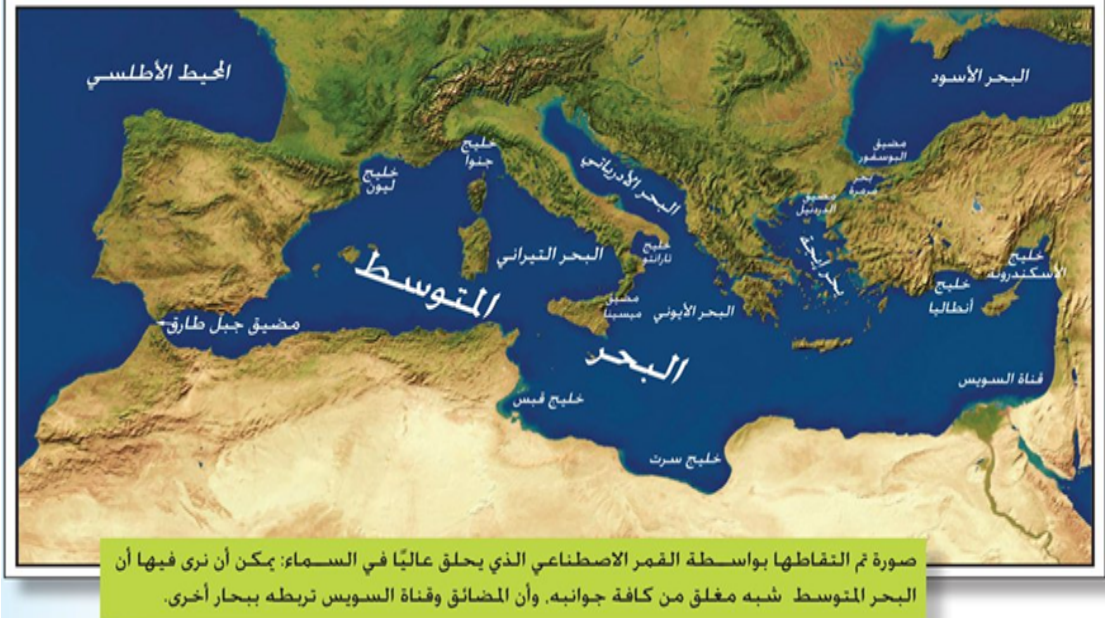 المحيط الأطلسي
البحر الأسود
مضيق
البوسفور
بحر
مرمرة
مضيق
الدردنيل
خليج
جنوا
خليج
ليون
البحر الأدرياتي
خليج
تارانتو
البحر التيراني
بحر إيجة
خليج
الاسكندرونة
خليج
أنطاليا
المتوسط
مضيق
ميسينا
البحر الأيوني
مضيق جبل طارق
البحر
قناة السويس
خليج قبس
خليج سرت
صورة تم التقاطها بواسطة القمر الاصطناعي الذي يحلق عاليًا في السماء: يمكن أن نرى فيها أن
البحر المتوسط شبه مغلق من كافة جوانبه، وأن المضائق وقناة السويس تربطه ببحار أخرى.